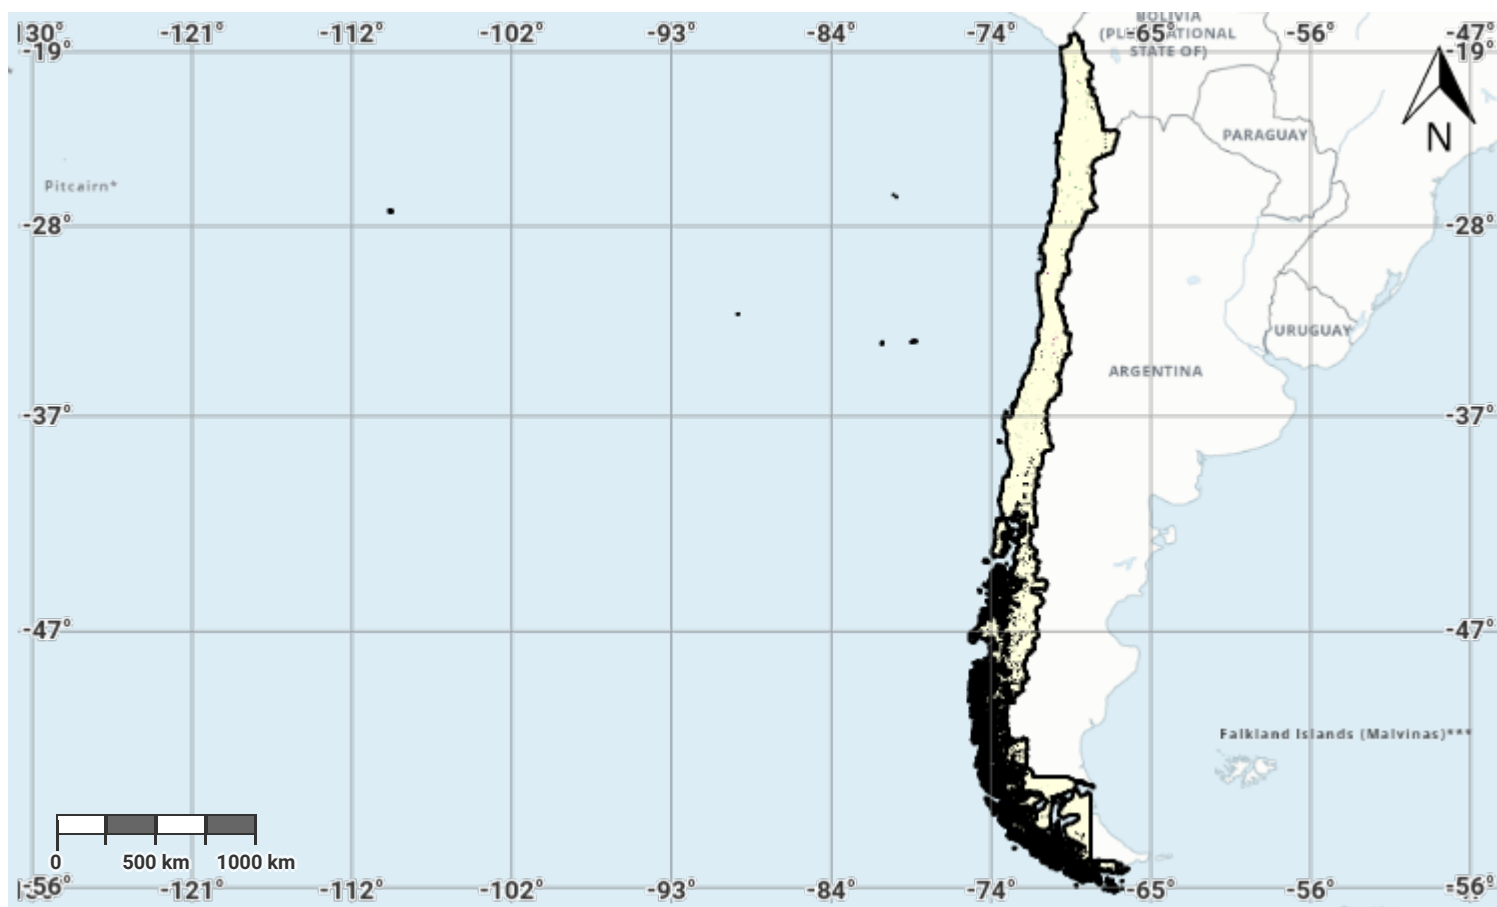 -130° -121° -112° -102° -93° -84° -74° -65° -56° -47°
-19° -19°
BOLIVIA
(PLURINATIONAL
STATE OF)
N
PARAGUAY
Pitcairn*
-28° -28°
URUGUAY
ARGENTINA
-37° -37°
-47° -47°
Falkland Islands (Malvinas)***
0 500 km 1000 km
-56° -121° -112° -102° -93° -84° -74° -65° -56° -56°